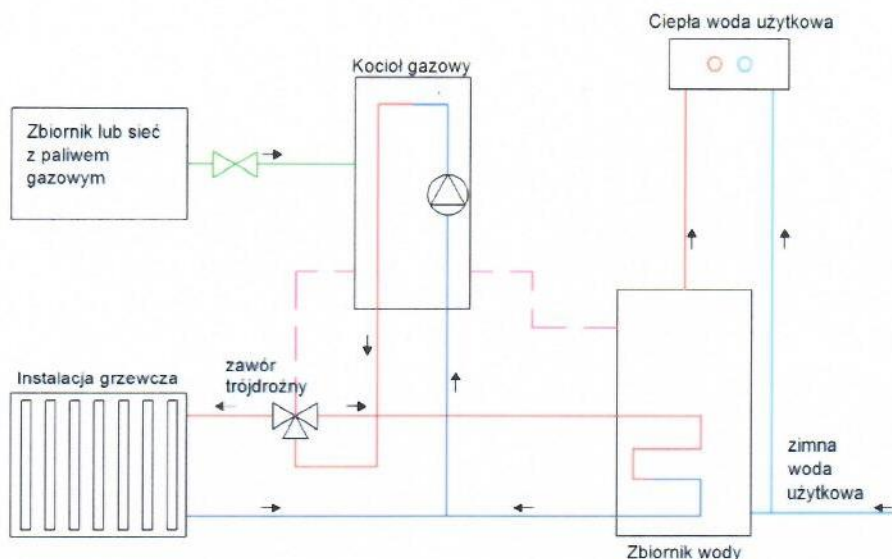 Ciepła woda użytkowa
Kocioł gazowy
Zbiornik lub sieć
z paliwem
gazowym
zawór
trójdrożny
Instalacja grzewcza
zimna
woda
użytkowa
Zbiornik wody